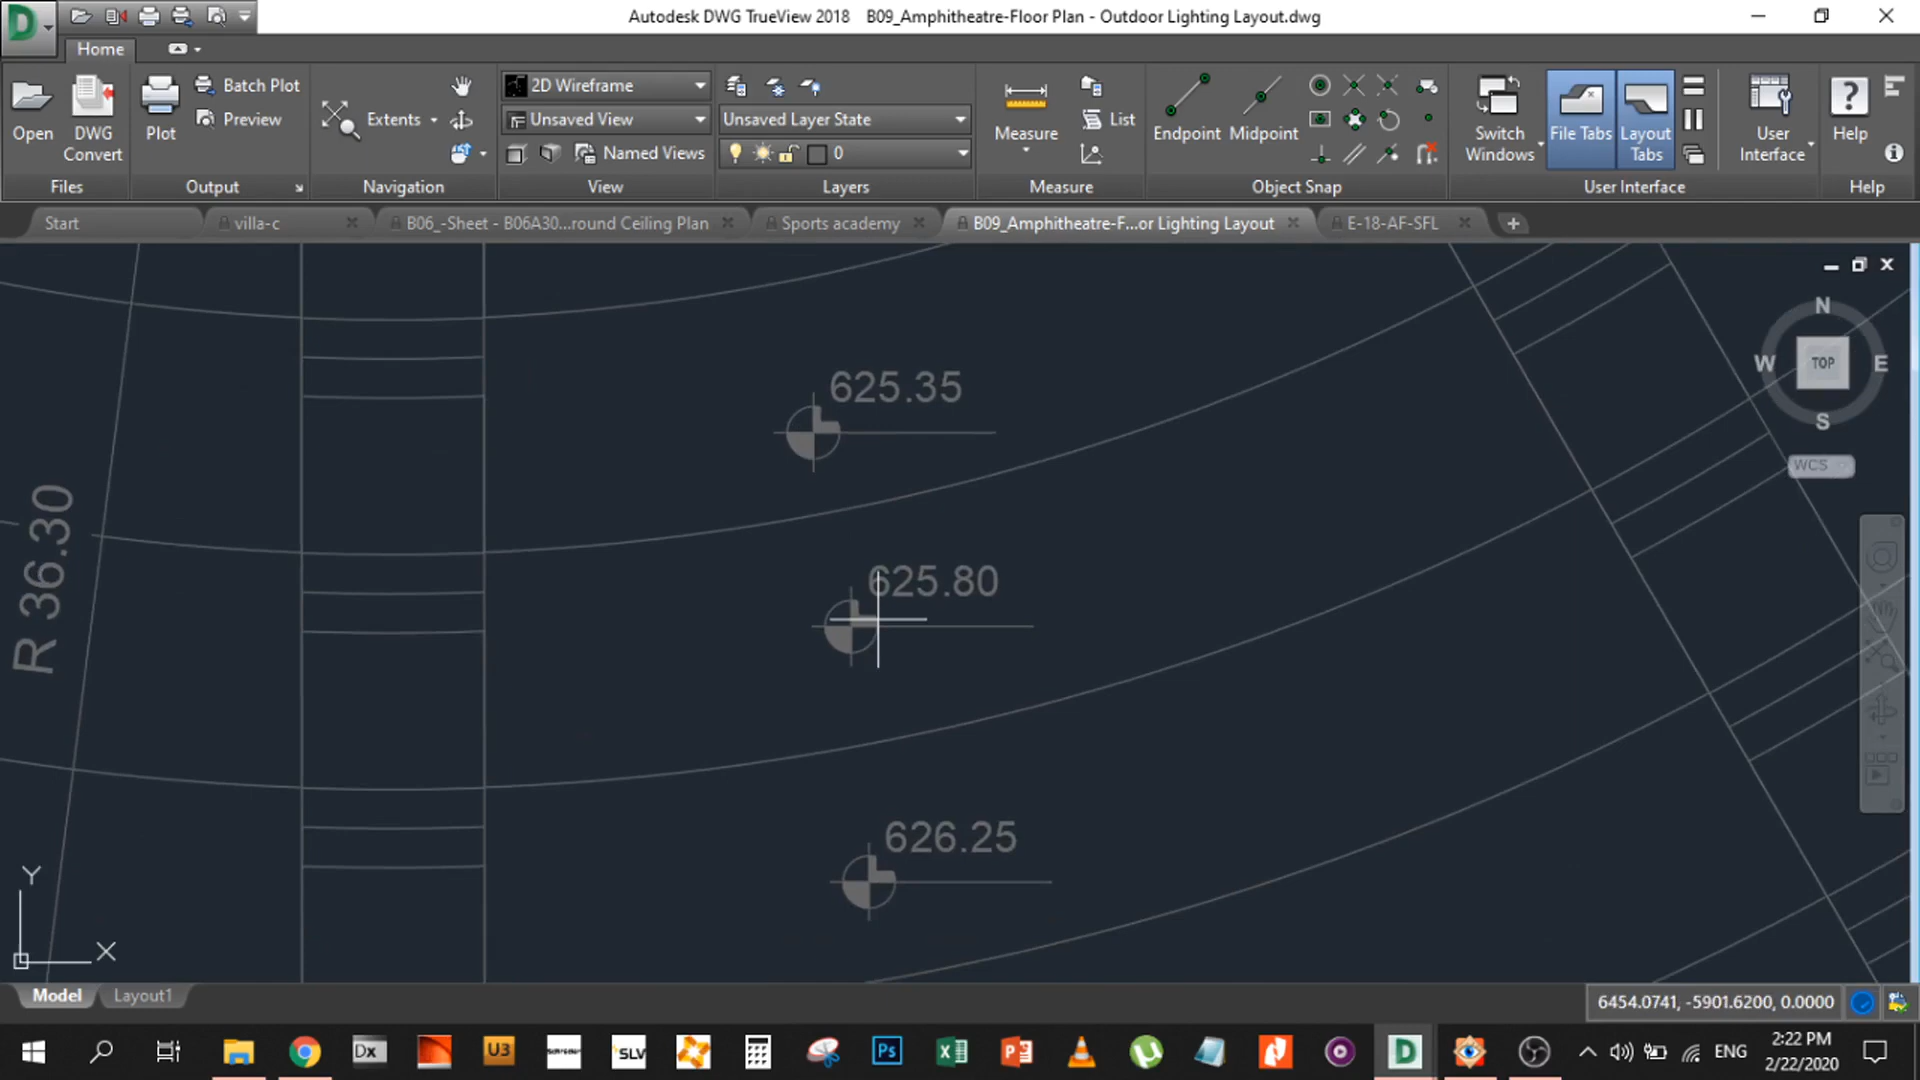 Autodesk DWG TrueView 2018 B09_Amphitheatre-Floor Plan - Outdoor Lighting Layout.dwg
Home
Open
DWG Convert
Plot
Batch Plot
Preview
Extents
2D Wireframe
Unsaved View
Named Views
Unsaved Layer State
0
Measure
List
Endpoint
Midpoint
Switch Windows
File Tabs
Layout Tabs
User Interface
Help
Files
Output
Navigation
View
Layers
Measure
Object Snap
User Interface
Help
Start
villa-c
B06_-Sheet - B06A30...round Ceiling Plan
Sports academy
B09_Amphitheatre-F...or Lighting Layout
E-18-AF-SFL
N
W
TOP
E
S
WCS
625.35
R 36.30
625.80
626.25
Y
X
Model
Layout1
6454.0741, -5901.6200, 0.0000
Dx
U3
SLV
Ps
D
ENG
2:22 PM
2/22/2020